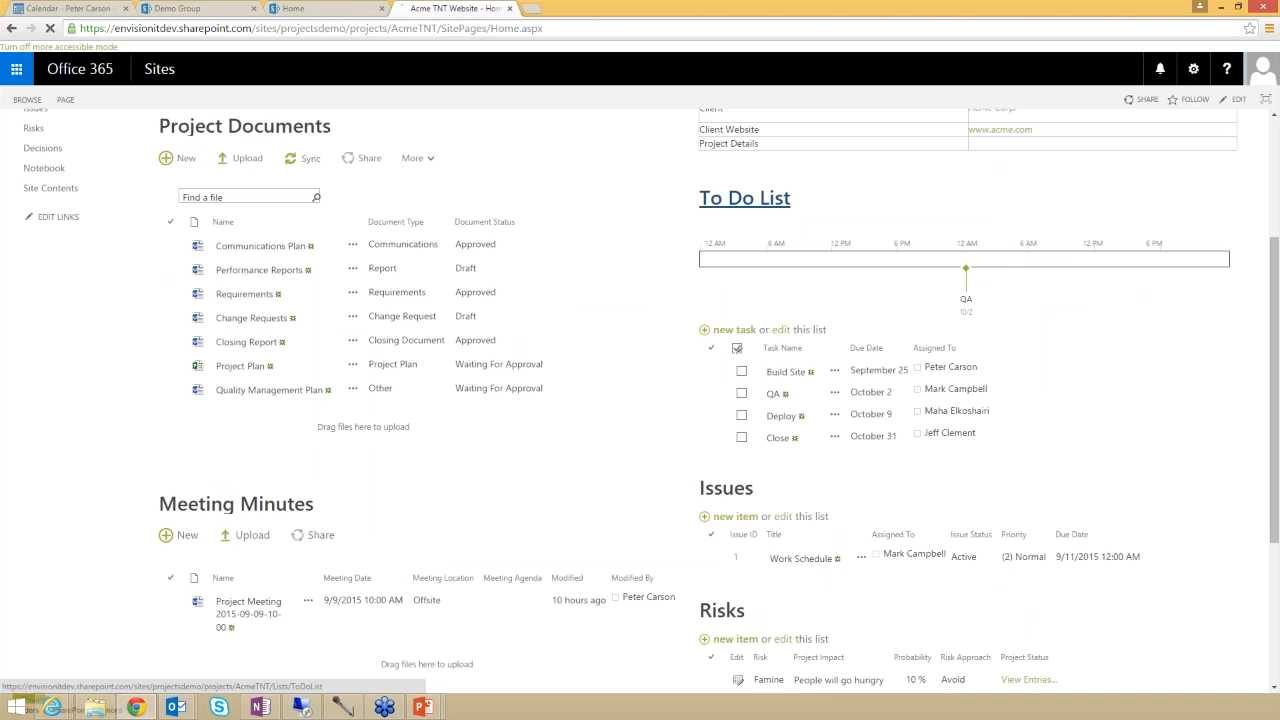 Calendar - Peter Carson -
Demo Group
Home
Acme TNT Website - Home
https://envisionitdev.sharepoint.com/sites/projectsdemo/projects/AcmeTNT/SitePages/Home.aspx
Turn off more accessible mode
Office 365
Sites
?
BROWSE
PAGE
SHARE
FOLLOW
EDIT
Issues
Risks
Decisions
Notebook
Site Contents
EDIT LINKS
Project Documents
New
Upload
Sync
Share
More
Find a file
Name Document Type Document Status
Communications Plan ... Communications Approved
Performance Reports ... Report Draft
Requirements ... Requirements Approved
Change Requests ... Change Request Draft
Closing Report ... Closing Document Approved
Project Plan ... Project Plan Waiting For Approval
Quality Management Plan ... Other Waiting For Approval
Drag files here to upload
Meeting Minutes
New
Upload
Share
Name Meeting Date Meeting Location Meeting Agenda Modified Modified By
Project Meeting ... 9/9/2015 10:00 AM Offsite 10 hours ago Peter Carson
2015-09-09-10-
00
Drag files here to upload
Client Acme Corp.
Client Website www.acme.com
Project Details
To Do List
12 AM 6 AM 12 PM 6 PM 12 AM 6 AM 12 PM 6 PM
QA
10/2
new task or edit this list
Task Name Due Date Assigned To
Build Site ... September 25 Peter Carson
QA ... October 2 Mark Campbell
Deploy ... October 9 Maha Elkoshairi
Close ... October 31 Jeff Clement
Issues
new item or edit this list
Issue ID Title Assigned To Issue Status Priority Due Date
1 Work Schedule ... Mark Campbell Active (2) Normal 9/11/2015 12:00 AM
Risks
new item or edit this list
Edit Risk Project Impact Probability Risk Approach Project Status
Famine People will go hungry 10 % Avoid View Entries...
https://envisionitdev.sharepoint.com/sites/projectsdemo/projects/AcmeTNT/Lists/ToDoList